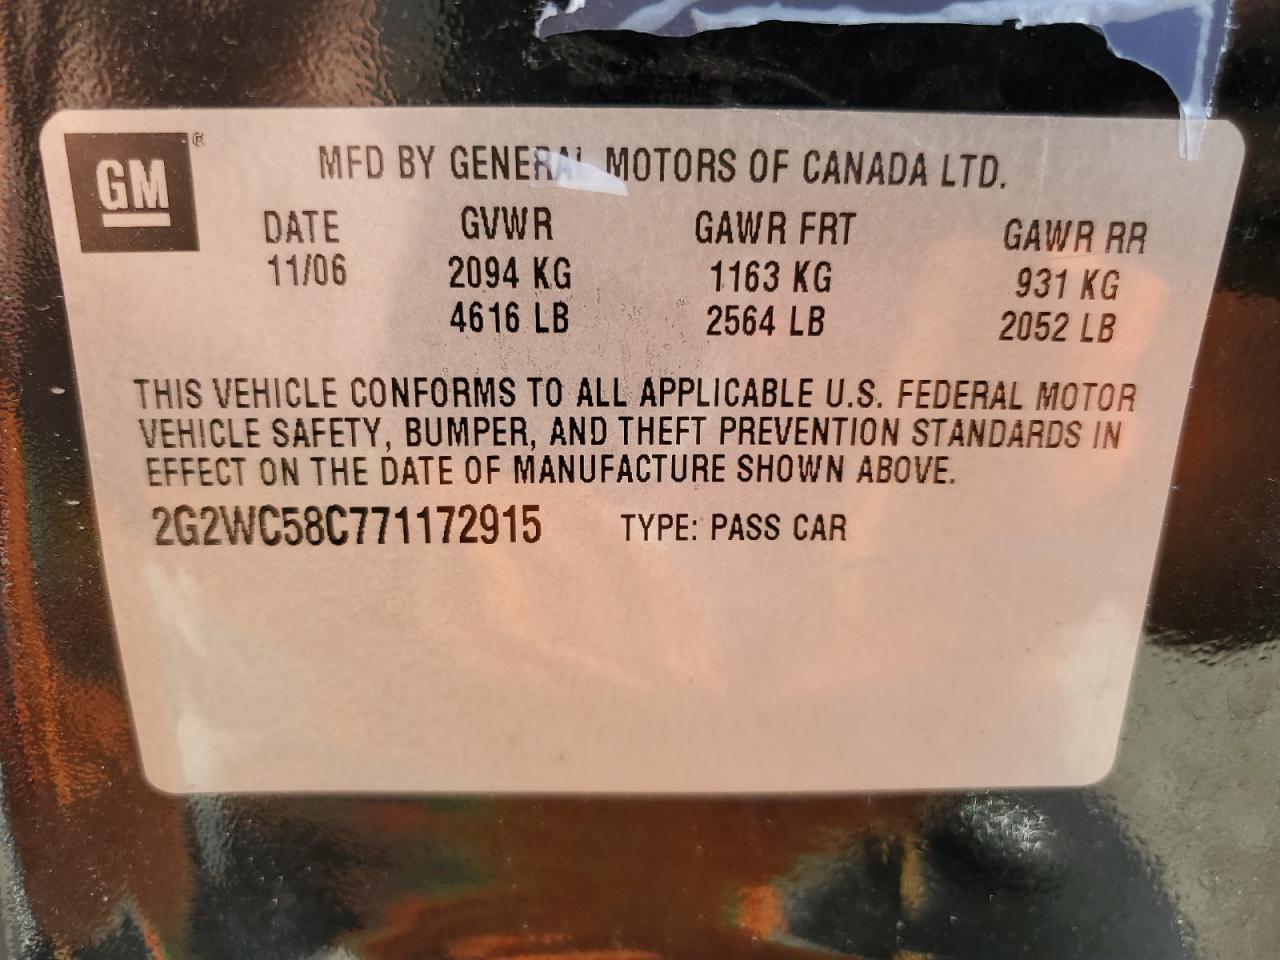 GM®
MFD BY GENERAL MOTORS OF CANADA LTD.
DATE GVWR GAWR FRT GAWR RR
11/06 2094 KG 1163 KG 931 KG
4616 LB 2564 LB 2052 LB
THIS VEHICLE CONFORMS TO ALL APPLICABLE U.S. FEDERAL MOTOR
VEHICLE SAFETY, BUMPER, AND THEFT PREVENTION STANDARDS IN
EFFECT ON THE DATE OF MANUFACTURE SHOWN ABOVE.
2G2WC58C771172915 TYPE: PASS CAR